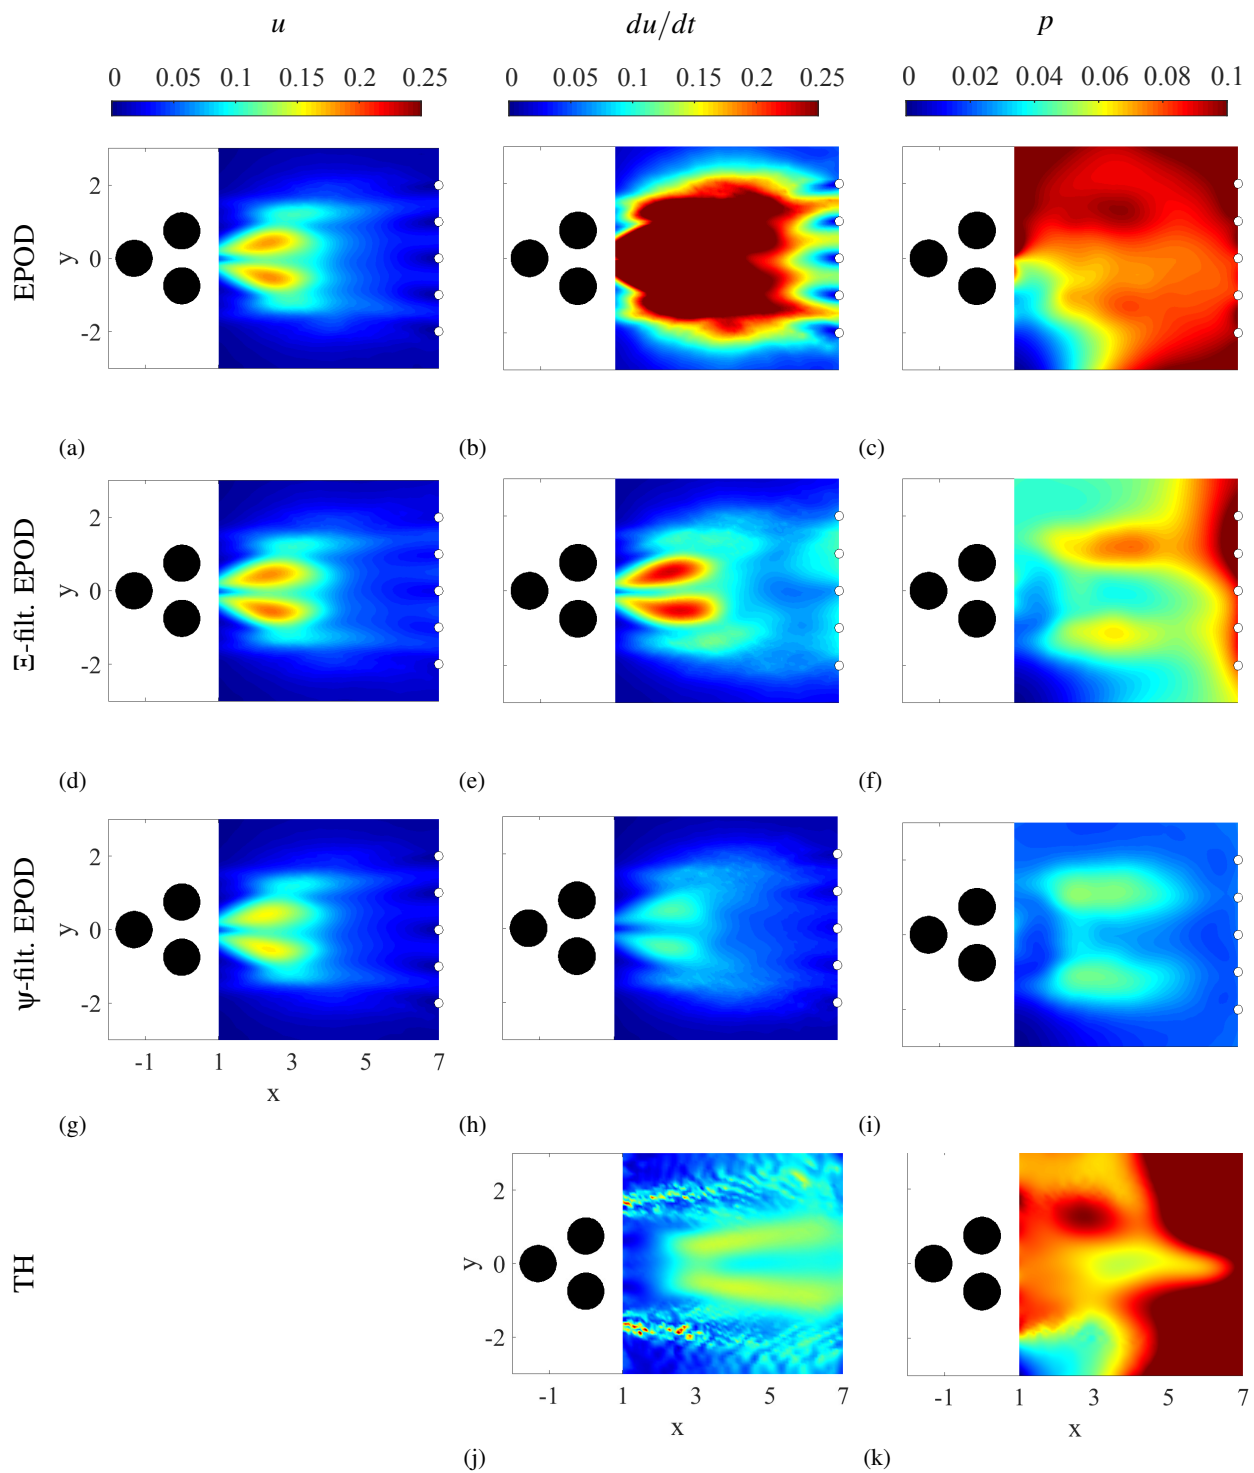 u du/dt p
0 0.05 0.1 0.15 0.2 0.25 0 0.05 0.1 0.15 0.2 0.25 0 0.02 0.04 0.06 0.08 0.1
EPOD
y
2
0
-2
(a) (b) (c)
Ξ-filt. EPOD
y
2
0
-2
(d) (e) (f)
ψ-filt. EPOD
y
2
0
-2
-1 1 3 5 7
x
(g) (h) (i)
TH
y
2
0
-2
-1 1 3 5 7 -1 1 3 5 7
x x
(j) (k)